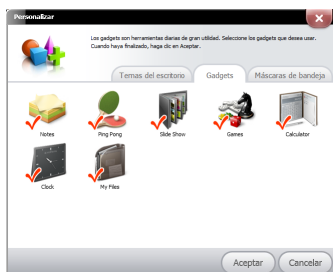 Personalizar
Los gadgets son herramientas diarias de gran utilidad. Seleccione los gadgets que desea usar.
Cuando haya finalizado, haga clic en Aceptar.
Temas del escritorio
Gadgets
Máscaras de bandeja
Notes
Ping Pong
Slide Show
Games
Calculator
Clock
My Files
Aceptar
Cancelar